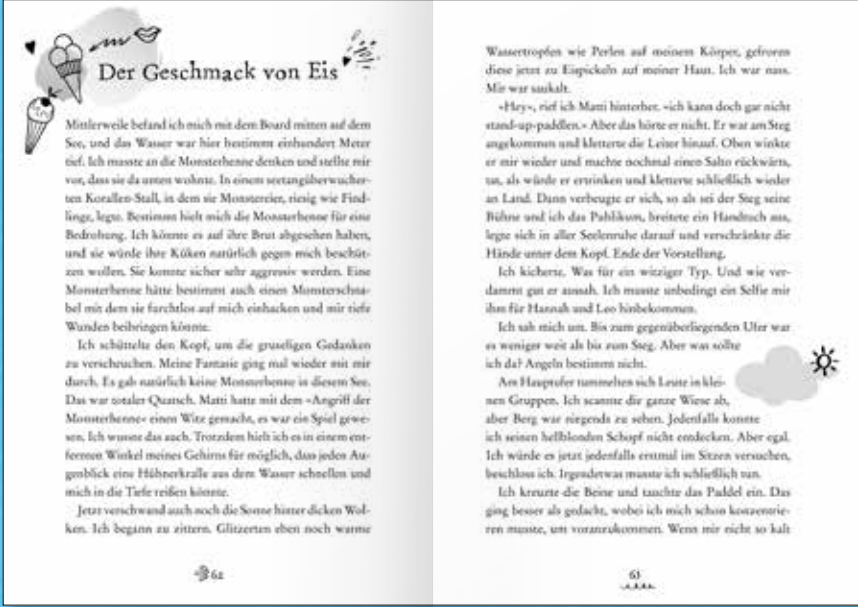 Der Geschmack von Eis
Mittlerweile befand ich mich mit dem Board mitten auf dem
See, und das Wasser war hier bestimmt einhundert Meter
tief. Ich musste an die Monsterhenne denken und stellte mir
vor, dass sie da unten wohnte. In einem seetangüberwucher-
ten Korallen-Stall, in dem sie Monstereier, riesig wie Find-
linge, legte. Bestimmt hielt mich die Monsterhenne für eine
Bedrohung. Ich könnte es auf ihre Brut abgesehen haben,
und sie würde ihre Küken natürlich gegen mich beschüt-
zen wollen. Sie konnte sicher sehr aggressiv werden. Eine
Monsterhenne hätte bestimmt auch einen Monsterschna-
bel mit dem sie furchtlos auf mich einhacken und mir tiefe
Wunden beibringen könnte.
Ich schüttelte den Kopf, um die gruseligen Gedanken
zu verscheuchen. Meine Fantasie ging mal wieder mit mir
durch. Es gab natürlich keine Monsterhenne in diesem See.
Das war totaler Quatsch. Matti hatte mit dem »Angriff der
Monsterhenne« einen Witz gemacht, es war ein Spiel gewe-
sen. Ich wusste das auch. Trotzdem hielt ich es in einem ent-
fernten Winkel meines Gehirns für möglich, dass jeden Au-
genblick eine Hühnerkralle aus dem Wasser schnellen und
mich in die Tiefe reißen könnte.
Jetzt verschwand auch noch die Sonne hinter dicken Wol-
ken. Ich begann zu zittern. Glitzerten eben noch warme
62
Wassertropfen wie Perlen auf meinem Körper, gefroren
diese jetzt zu Eispickeln auf meiner Haut. Ich war nass.
Mir war saukalt.
»Hey«, rief ich Matti hinterher, »ich kann doch gar nicht
stand-up-paddlen.« Aber das hörte er nicht. Er war am Steg
angekommen und kletterte die Leiter hinauf. Oben winkte
er mir wieder und machte nochmal einen Salto rückwärts,
tat, als würde er ertrinken und kletterte schließlich wieder
an Land. Dann verbeugte er sich, so als sei der Steg seine
Bühne und ich das Publikum, breitete ein Handtuch aus,
legte sich in aller Seelenruhe darauf und verschränkte die
Hände unter dem Kopf. Ende der Vorstellung.
Ich kicherte. Was für ein witziger Typ. Und wie ver-
dammt gut er aussah. Ich musste unbedingt ein Selfie mit
ihm für Hannah und Leo hinbekommen.
Ich sah mich um. Bis zum gegenüberliegenden Ufer war
es weniger weit als bis zum Steg. Aber was sollte
ich da? Angeln bestimmt nicht.
Am Hauptufer tummelten sich Leute in klei-
nen Gruppen. Ich scannte die ganze Wiese ab,
aber Berg war nirgends zu sehen. Jedenfalls konnte
ich seinen hellblonden Schopf nicht entdecken. Aber egal.
Ich würde es jetzt jedenfalls erstmal im Sitzen versuchen,
beschloss ich. Irgendetwas musste ich schließlich tun.
Ich kreuzte die Beine und tauchte das Paddel ein. Das
ging besser als gedacht, wobei ich mich schon konzentrie-
ren musste, um voranzukommen. Wenn mir nicht so kalt
63